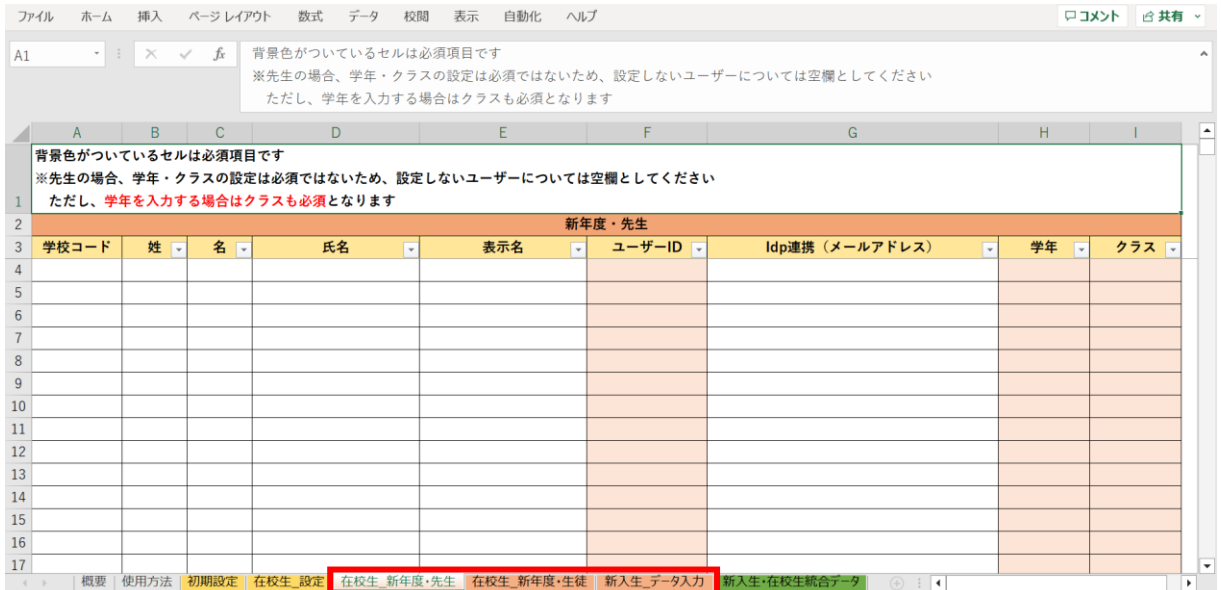 ファイル ホーム 挿入 ページ レイアウト 数式 データ 校閲 表示 自動化 ヘルプ コメント 共有
A1 fx 背景色がついているセルは必須項目です
※先生の場合、学年・クラスの設定は必須ではないため、設定しないユーザーについては空欄としてください
ただし、学年を入力する場合はクラスも必須となります
A B C D E F G H I
背景色がついているセルは必須項目です
※先生の場合、学年・クラスの設定は必須ではないため、設定しないユーザーについては空欄としてください
1 ただし、学年を入力する場合はクラスも必須となります
2 新年度・先生
3 学校コード 姓 名 氏名 表示名 ユーザーID Idp連携（メールアドレス） 学年 クラス
4
5
6
7
8
9
10
11
12
13
14
15
16
17
概要 使用方法 初期設定 在校生_設定 在校生_新年度・先生 在校生_新年度・生徒 新入生_データ入力 新入生・在校生統合データ